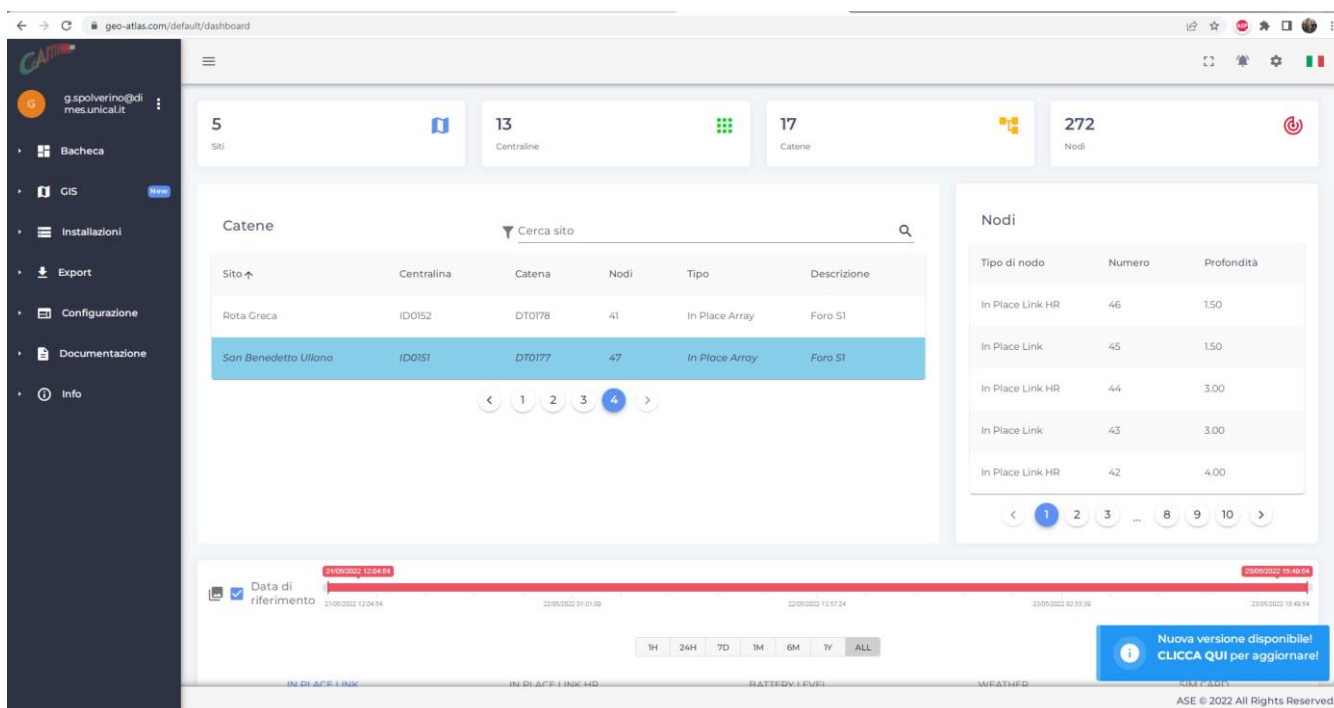 geo-atlas.com/default/dashboard
ABP
GAIIM
G
g.spolverino@di
mes.unical.it
Bacheca
GIS
New
Installazioni
Export
Configurazione
Documentazione
Info
5
Siti
13
Centraline
17
Catene
272
Nodi
Catene
Cerca sito
Sito Centralina Catena Nodi Tipo Descrizione
Rota Greca ID0152 DT0178 41 In Place Array Foro S1
San Benedetto Ullano ID0151 DT0177 47 In Place Array Foro S1
1 2 3 4
Nodi
Tipo di nodo Numero Profondità
In Place Link HR 46 1.50
In Place Link 45 1.50
In Place Link HR 44 3.00
In Place Link 43 3.00
In Place Link HR 42 4.00
1 2 3 ... 8 9 10
Data di
riferimento
21/05/2022 12:04:54 23/05/2022 15:49:54
21/05/2022 12:04:54 22/05/2022 01:01:09 22/05/2022 13:57:24 23/05/2022 02:53:39 23/05/2022 15:49:54
1H 24H 7D 1M 6M 1Y ALL
Nuova versione disponibile!
CLICCA QUI per aggiornare!
IN PLACE LINK IN PLACE LINK HR BATTERY LEVEL WEATHER SIM CARD
ASE © 2022 All Rights Reserved